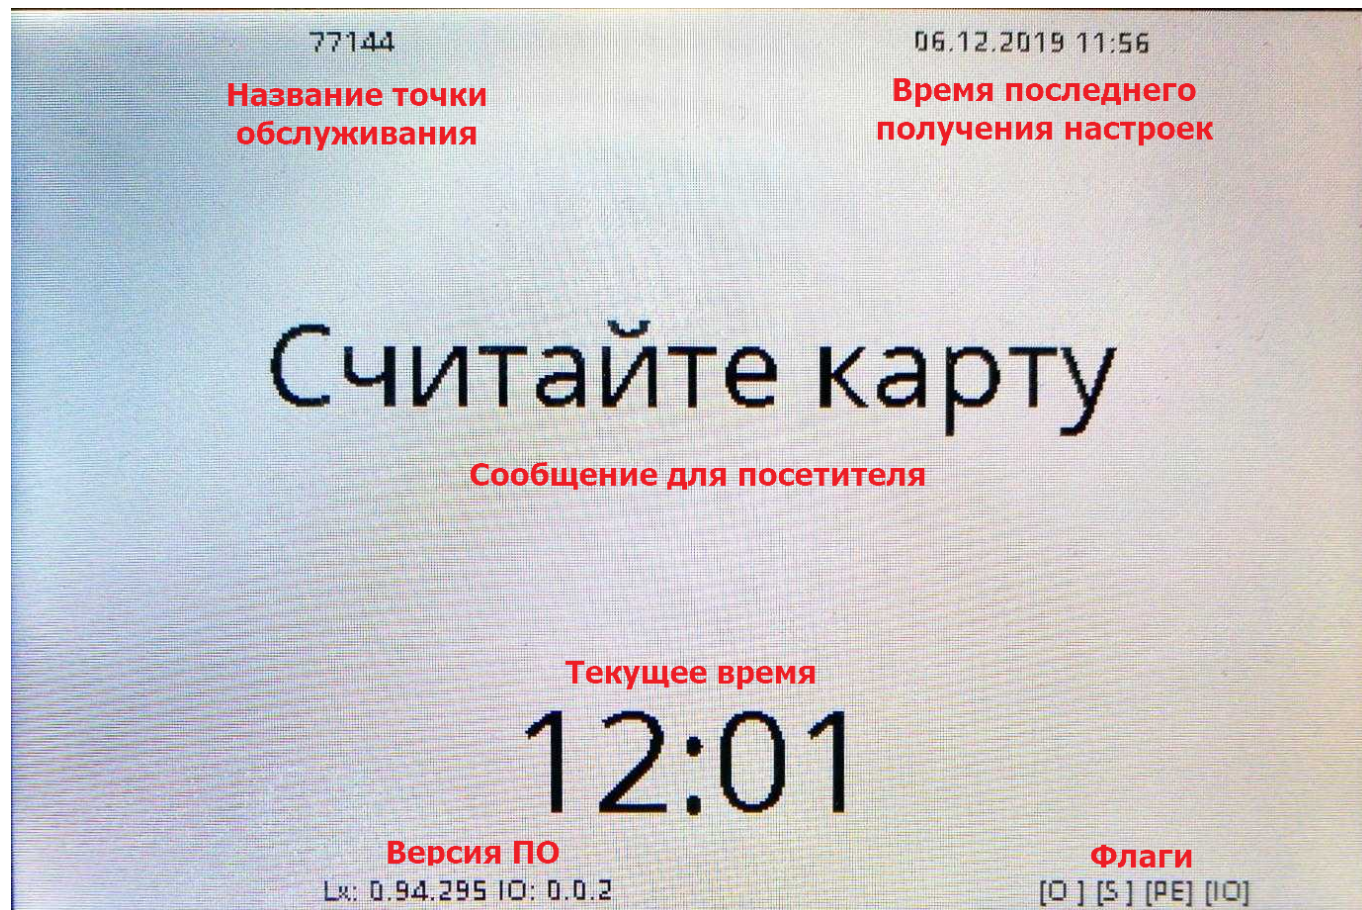 77144
06.12.2019 11:56
Название точки
обслуживания
Время последнего
получения настроек
Считайте карту
Сообщение для посетителя
Текущее время
12:01
Версия ПО
Флаги
Lx: 0.94.295 IO: 0.0.2
[O ] [S ] [PE] [IO]